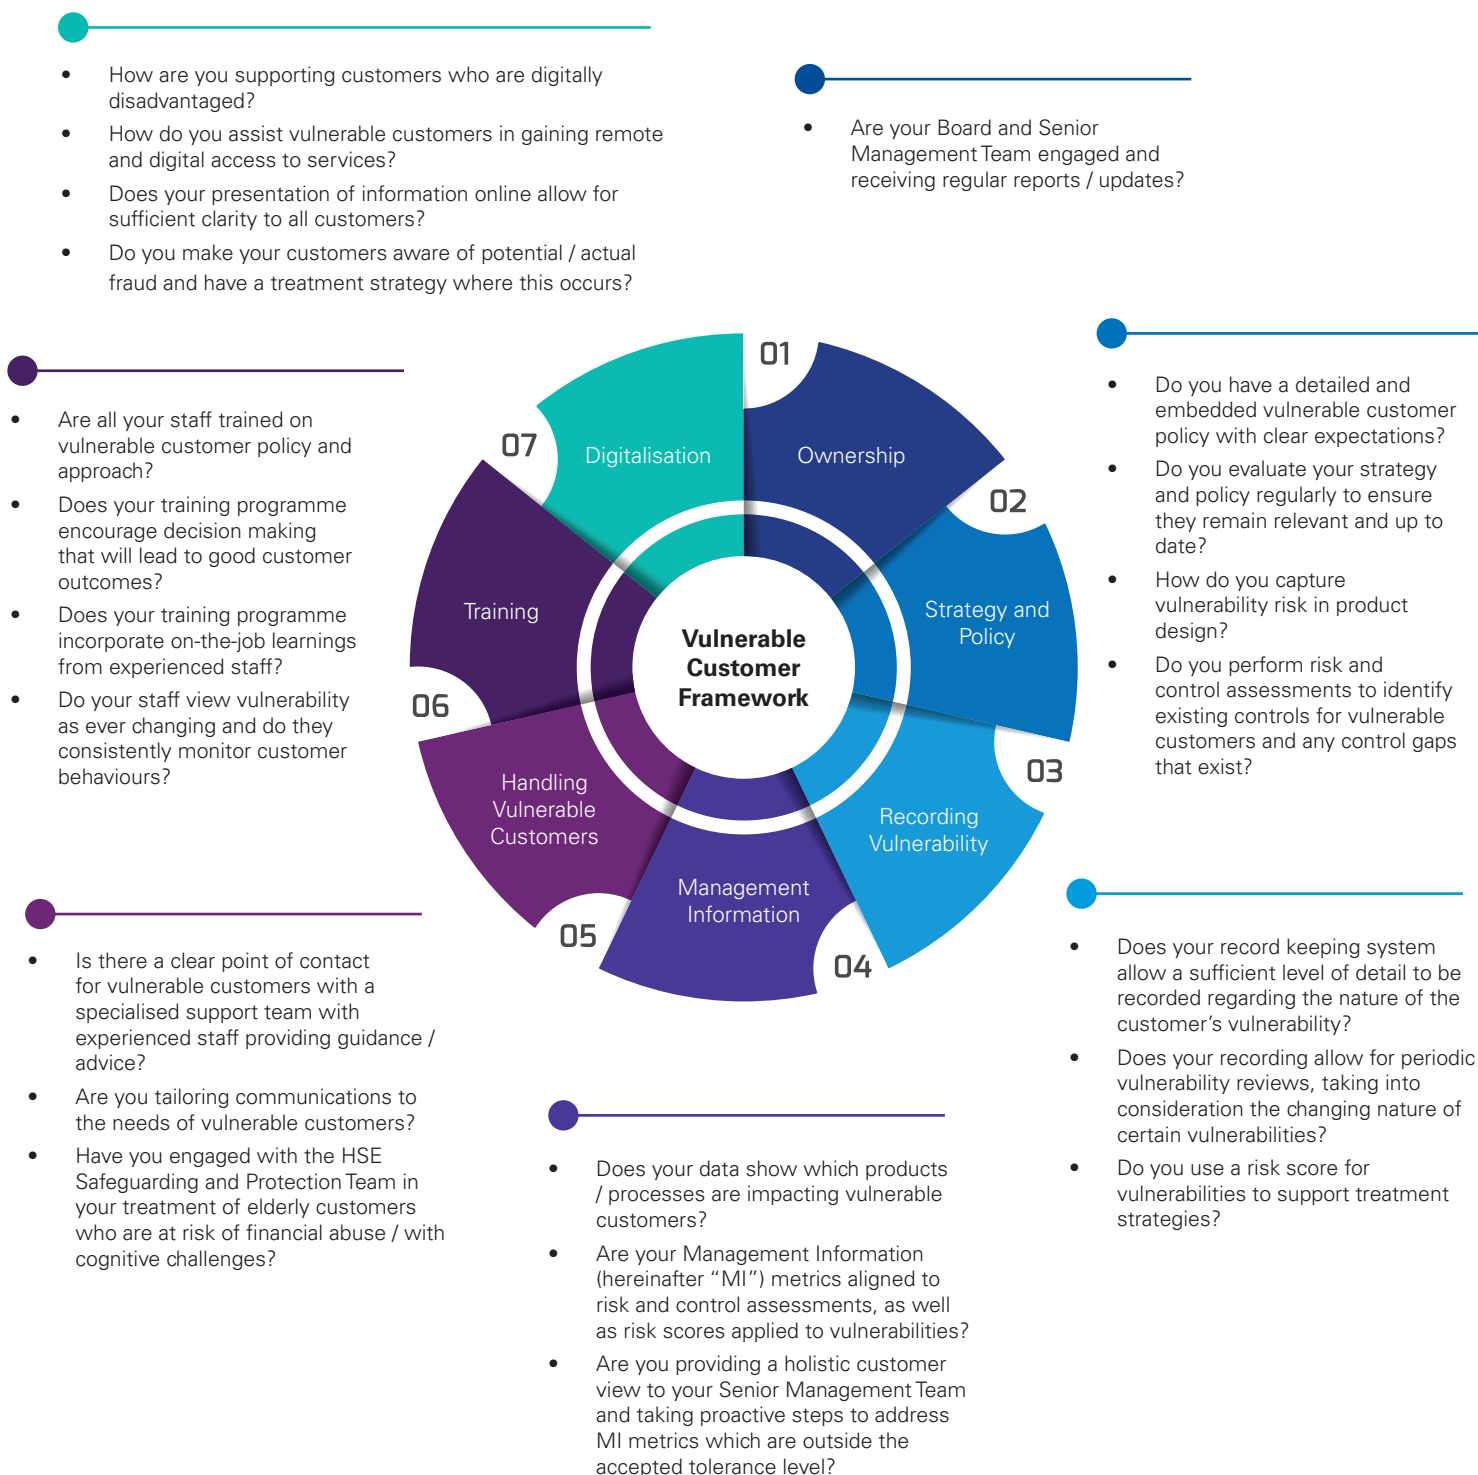 • How are you supporting customers who are digitally
disadvantaged?
• How do you assist vulnerable customers in gaining remote
and digital access to services?
• Does your presentation of information online allow for
sufficient clarity to all customers?
• Do you make your customers aware of potential / actual
fraud and have a treatment strategy where this occurs?
• Are your Board and Senior
Management Team engaged and
receiving regular reports / updates?
01
Ownership
02
Strategy and
Policy
03
Recording
Vulnerability
04
Management
Information
05
Handling
Vulnerable
Customers
06
Training
07
Digitalisation
Vulnerable
Customer
Framework
• Do you have a detailed and
embedded vulnerable customer
policy with clear expectations?
• Do you evaluate your strategy
and policy regularly to ensure
they remain relevant and up to
date?
• How do you capture
vulnerability risk in product
design?
• Do you perform risk and
control assessments to identify
existing controls for vulnerable
customers and any control gaps
that exist?
• Are all your staff trained on
vulnerable customer policy and
approach?
• Does your training programme
encourage decision making
that will lead to good customer
outcomes?
• Does your training programme
incorporate on-the-job learnings
from experienced staff?
• Do your staff view vulnerability
as ever changing and do they
consistently monitor customer
behaviours?
• Is there a clear point of contact
for vulnerable customers with a
specialised support team with
experienced staff providing guidance /
advice?
• Are you tailoring communications to
the needs of vulnerable customers?
• Have you engaged with the HSE
Safeguarding and Protection Team in
your treatment of elderly customers
who are at risk of financial abuse / with
cognitive challenges?
• Does your data show which products
/ processes are impacting vulnerable
customers?
• Are your Management Information
(hereinafter “MI”) metrics aligned to
risk and control assessments, as well
as risk scores applied to vulnerabilities?
• Are you providing a holistic customer
view to your Senior Management Team
and taking proactive steps to address
MI metrics which are outside the
accepted tolerance level?
• Does your record keeping system
allow a sufficient level of detail to be
recorded regarding the nature of the
customer’s vulnerability?
• Does your recording allow for periodic
vulnerability reviews, taking into
consideration the changing nature of
certain vulnerabilities?
• Do you use a risk score for
vulnerabilities to support treatment
strategies?